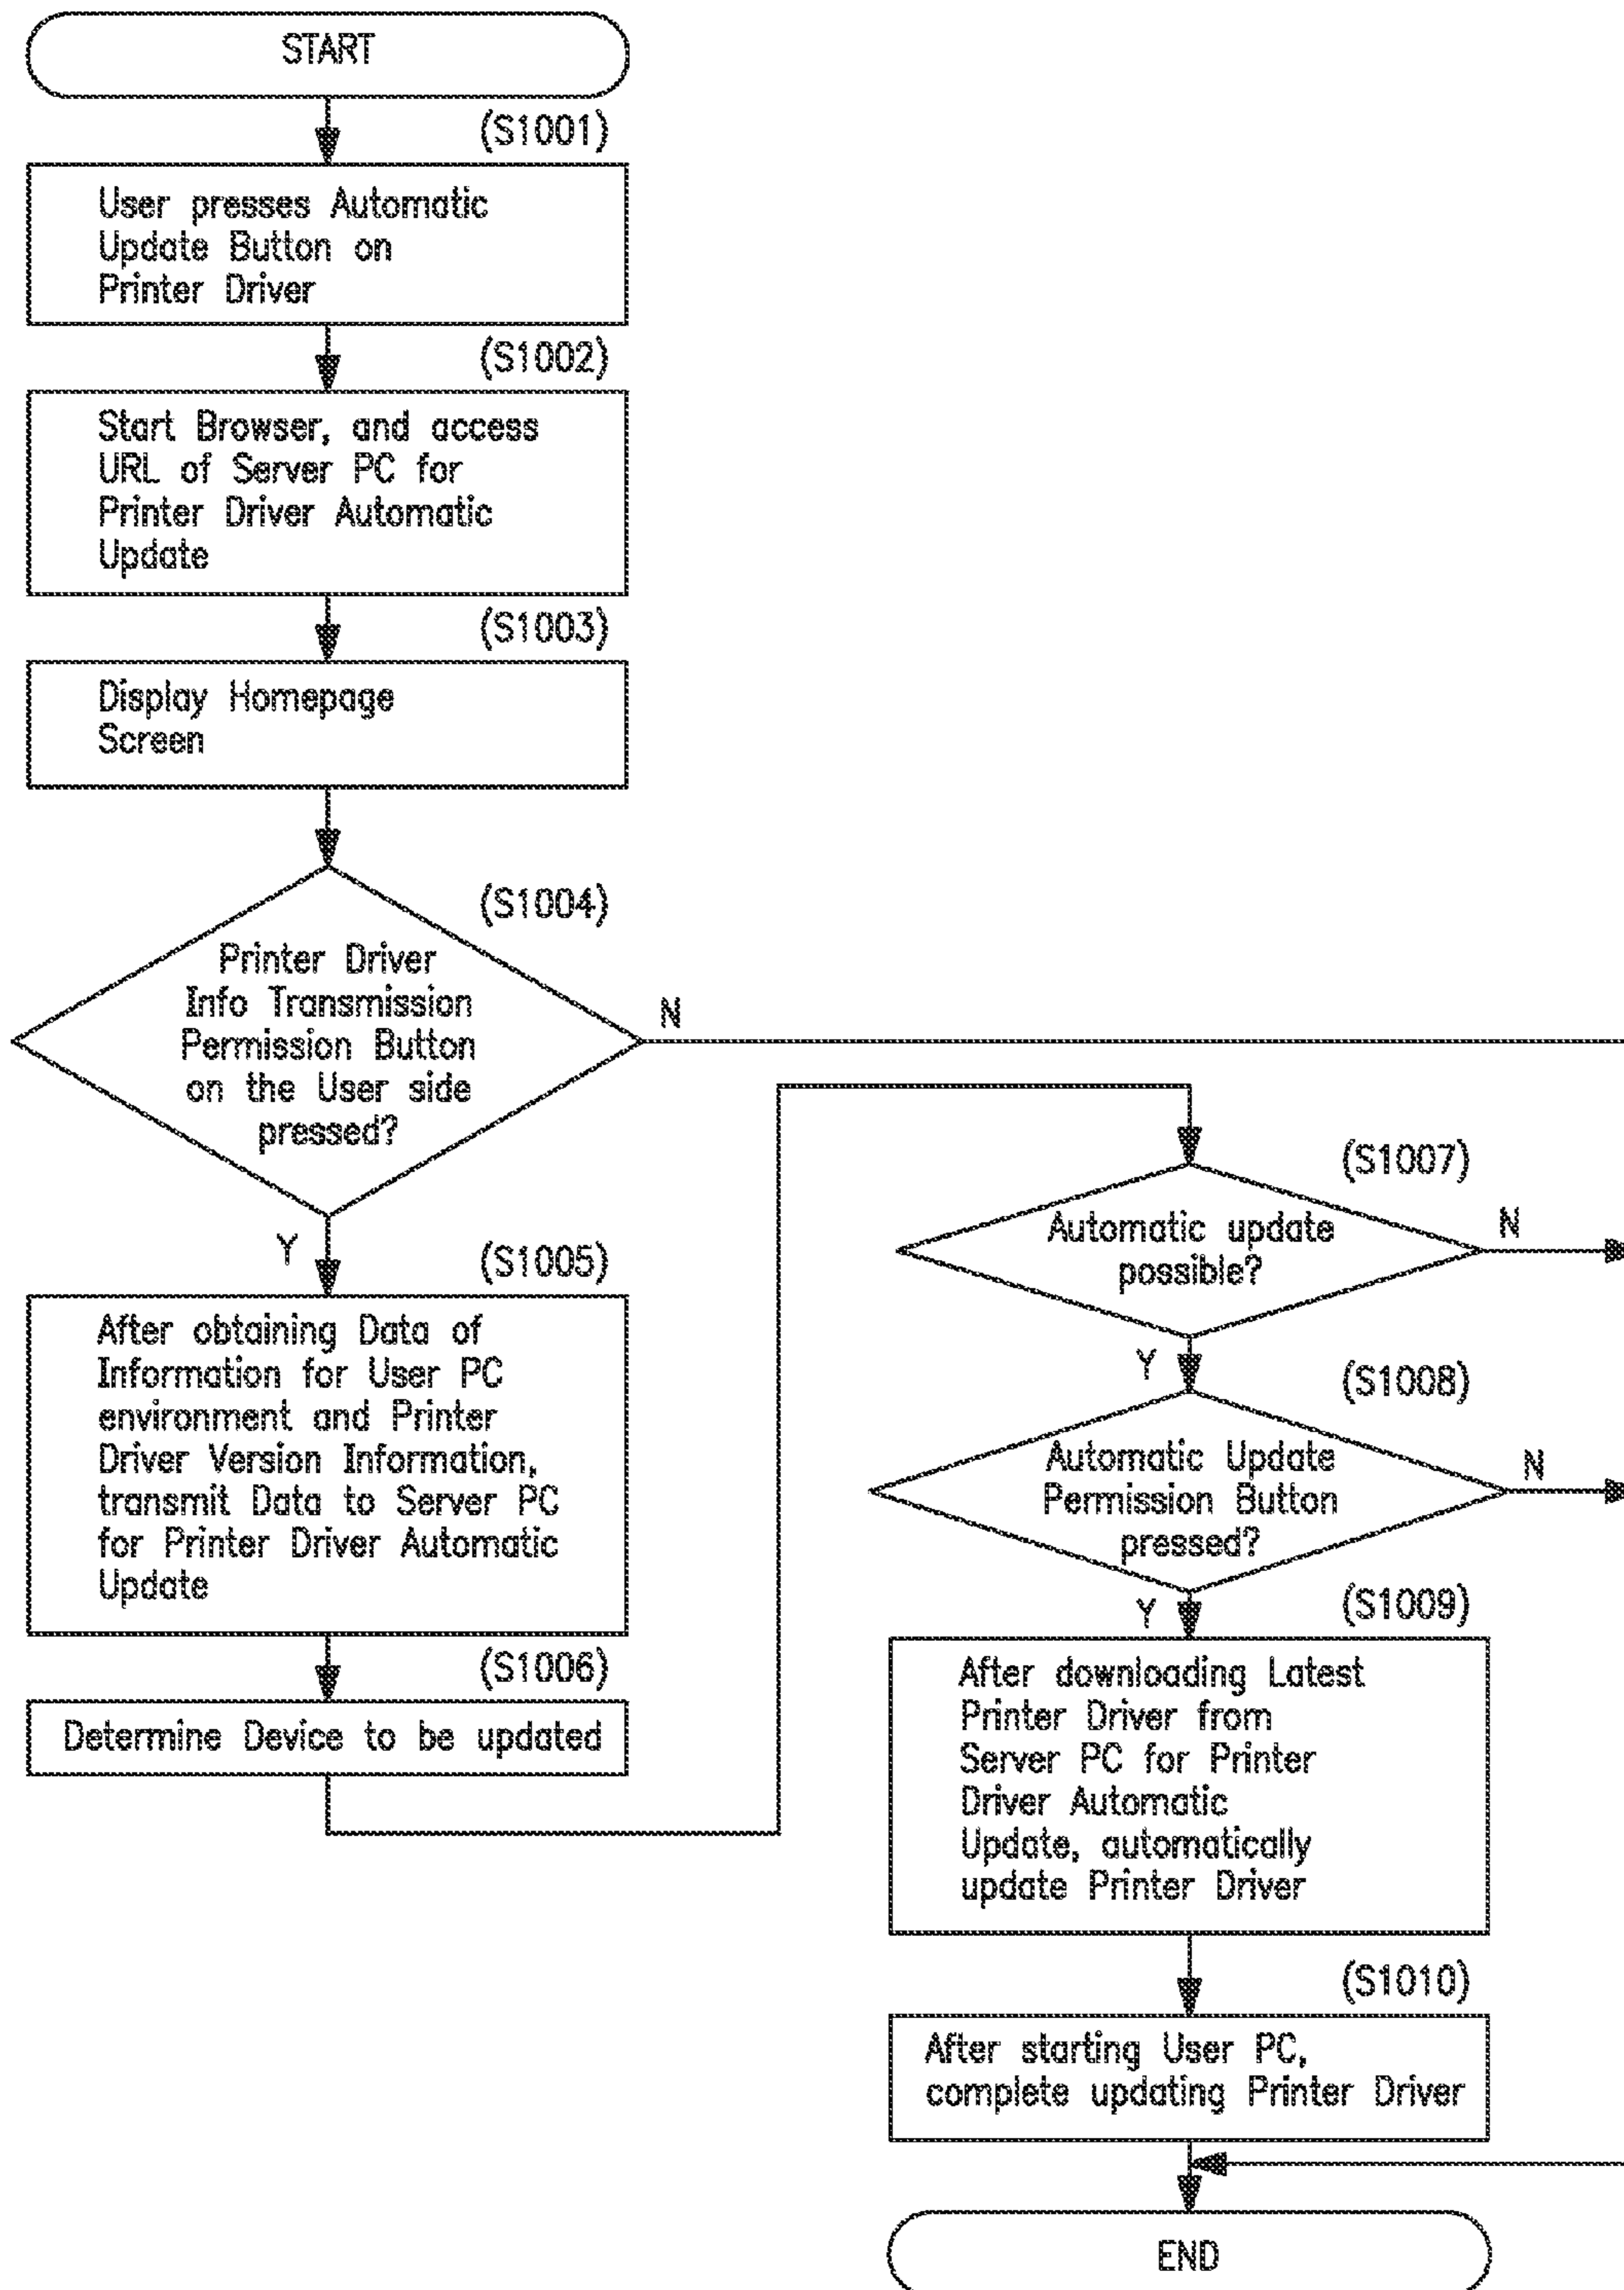 START
(S1001)
User presses Automatic
Update Button on
Printer Driver
(S1002)
Start Browser, and access
URL of Server PC for
Printer Driver Automatic
Update
(S1003)
Display Homepage
Screen
(S1004)
Printer Driver
Info Transmission
Permission Button
on the User side
pressed?
N
Y
(S1005)
After obtaining Data of
Information for User PC
environment and Printer
Driver Version Information,
transmit Data to Server PC
for Printer Driver Automatic
Update
(S1006)
Determine Device to be updated
(S1007)
Automatic update
possible?
N
Y
(S1008)
Automatic Update
Permission Button
pressed?
N
Y
(S1009)
After downloading Latest
Printer Driver from
Server PC for Printer
Driver Automatic
Update, automatically
update Printer Driver
(S1010)
After starting User PC,
complete updating Printer Driver
END